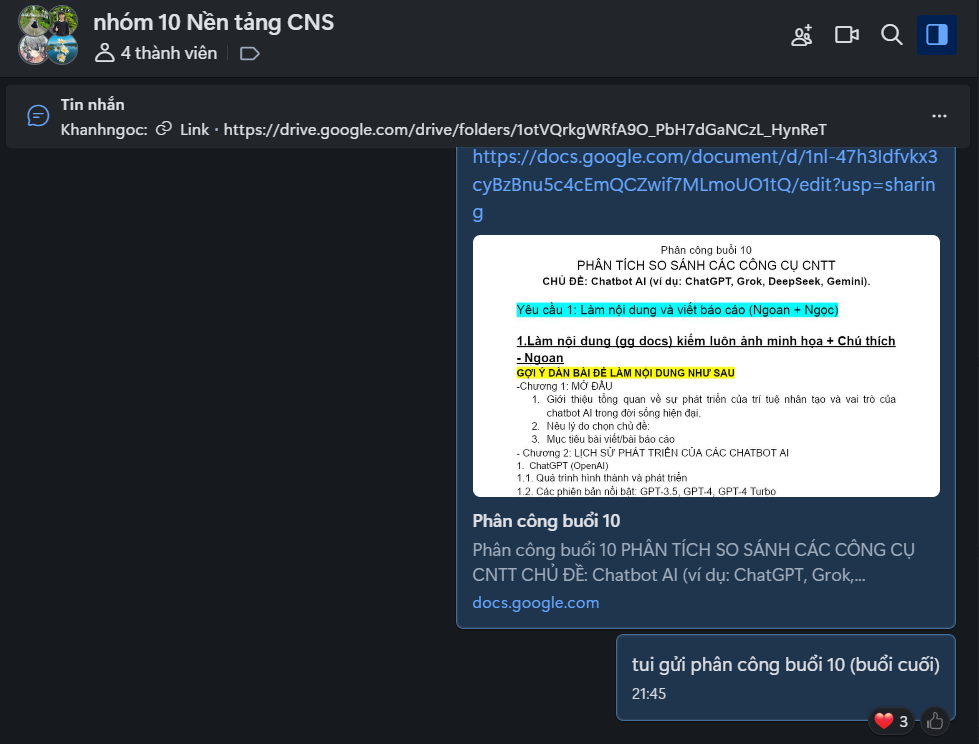 nhóm 10 Nền tảng CNS
4 thành viên
Tin nhắn
Khanhngoc: Link · https://drive.google.com/drive/folders/1otVQrkgWRfA9O_PbH7dGaNCzL_HynReT
https://docs.google.com/document/d/1nl-47h3ldfvkx3
cyBzBnu5c4cEmQCZwif7MLmoUO1tQ/edit?usp=sharin
g
Phân công buổi 10
PHÂN TÍCH SO SÁNH CÁC CÔNG CỤ CNTT
CHỦ ĐỀ: Chatbot AI (ví dụ: ChatGPT, Grok, DeepSeek, Gemini).
Yêu cầu 1: Làm nội dung và viết báo cáo (Ngoan + Ngọc)
1.Làm nội dung (gg docs) kiếm luôn ảnh minh họa + Chú thích
- Ngoan
GỢI Ý DÀN BÀI ĐỂ LÀM NỘI DUNG NHƯ SAU
-Chương 1: MỞ ĐẦU
1. Giới thiệu tổng quan về sự phát triển của trí tuệ nhân tạo và vai trò của
chatbot AI trong đời sống hiện đại.
2. Nêu lý do chọn chủ đề:
3. Mục tiêu bài viết/bài báo cáo
- Chương 2: LỊCH SỬ PHÁT TRIỂN CỦA CÁC CHATBOT AI
1. ChatGPT (OpenAI)
1.1. Quá trình hình thành và phát triển
1.2. Các phiên bản nổi bật: GPT-3.5, GPT-4, GPT-4 Turbo
Phân công buổi 10
Phân công buổi 10 PHÂN TÍCH SO SÁNH CÁC CÔNG CỤ
CNTT CHỦ ĐỀ: Chatbot AI (ví dụ: ChatGPT, Grok,...
docs.google.com
tui gửi phân công buổi 10 (buổi cuối)
21:45
3